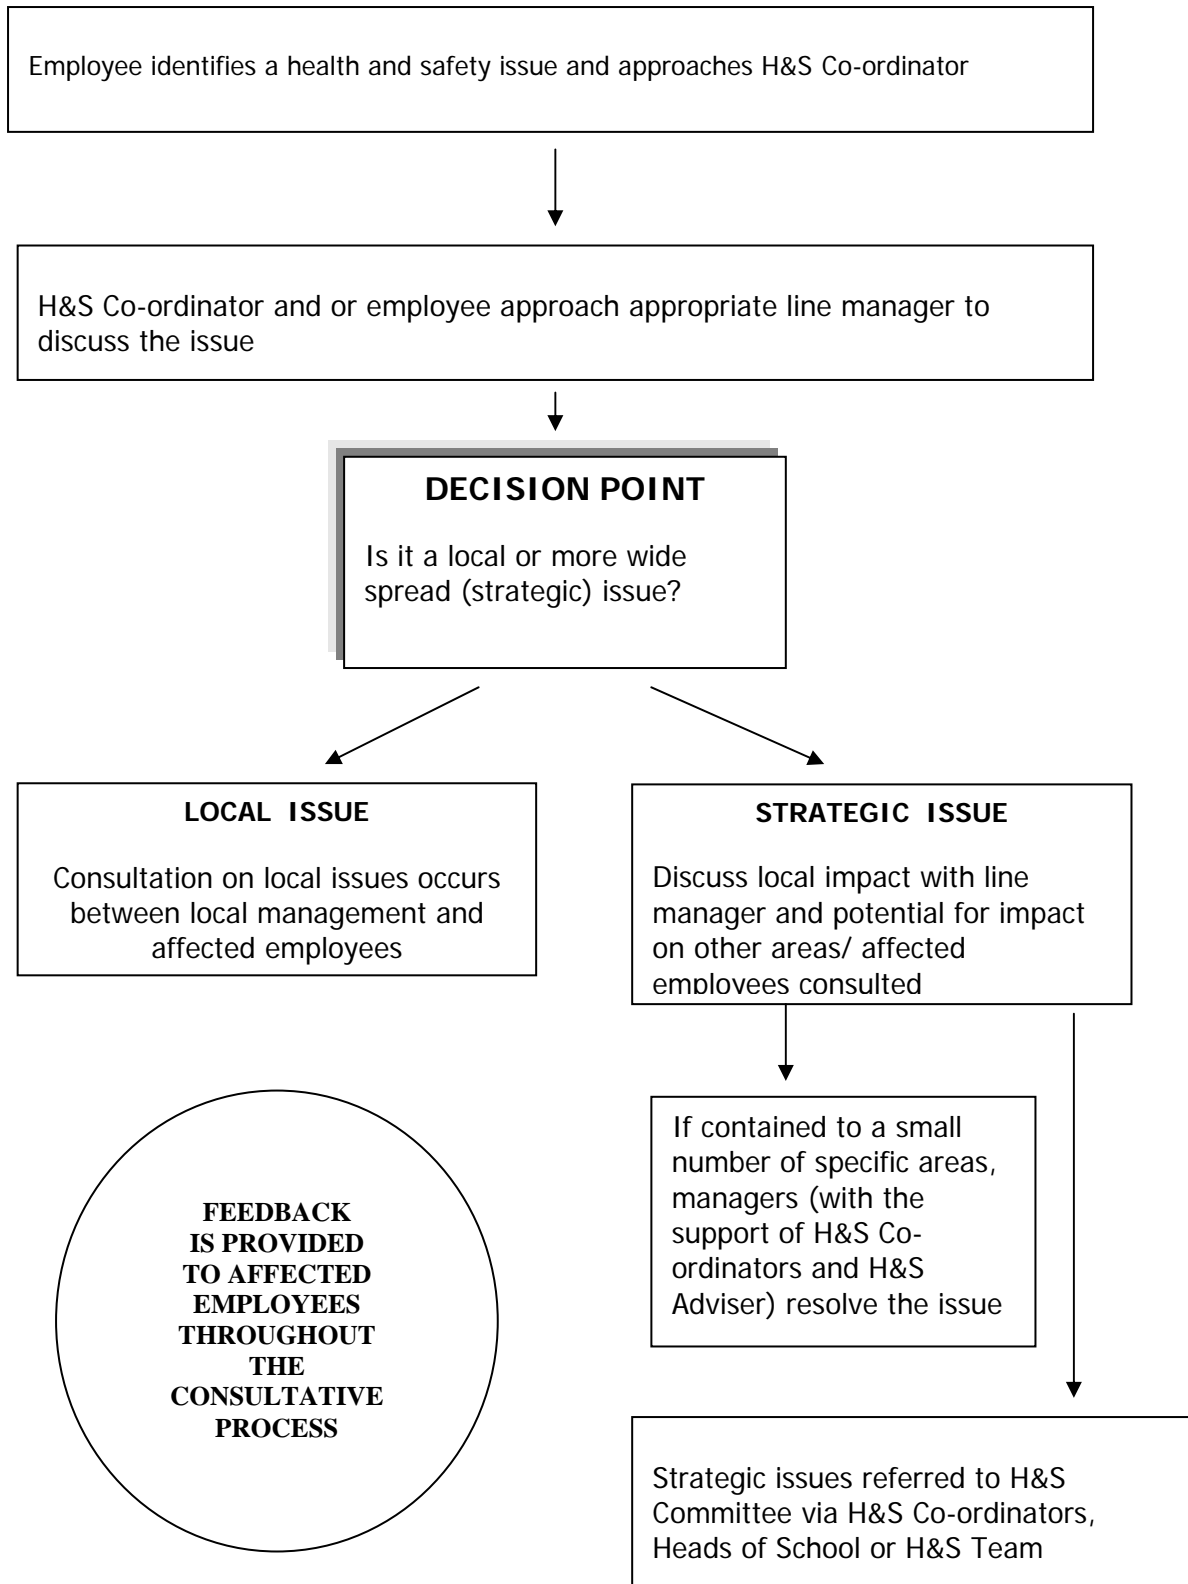 Employee identifies a health and safety issue and approaches H&S Co-ordinator
H&S Co-ordinator and or employee approach appropriate line manager to
discuss the issue
DECISION POINT
Is it a local or more wide
spread (strategic) issue?
LOCAL ISSUE
Consultation on local issues occurs
between local management and
affected employees
STRATEGIC ISSUE
Discuss local impact with line
manager and potential for impact
on other areas/ affected
employees consulted
If contained to a small
number of specific areas,
managers (with the
support of H&S Co-
ordinators and H&S
Adviser) resolve the issue
FEEDBACK
IS PROVIDED
TO AFFECTED
EMPLOYEES
THROUGHOUT
THE
CONSULTATIVE
PROCESS
Strategic issues referred to H&S
Committee via H&S Co-ordinators,
Heads of School or H&S Team